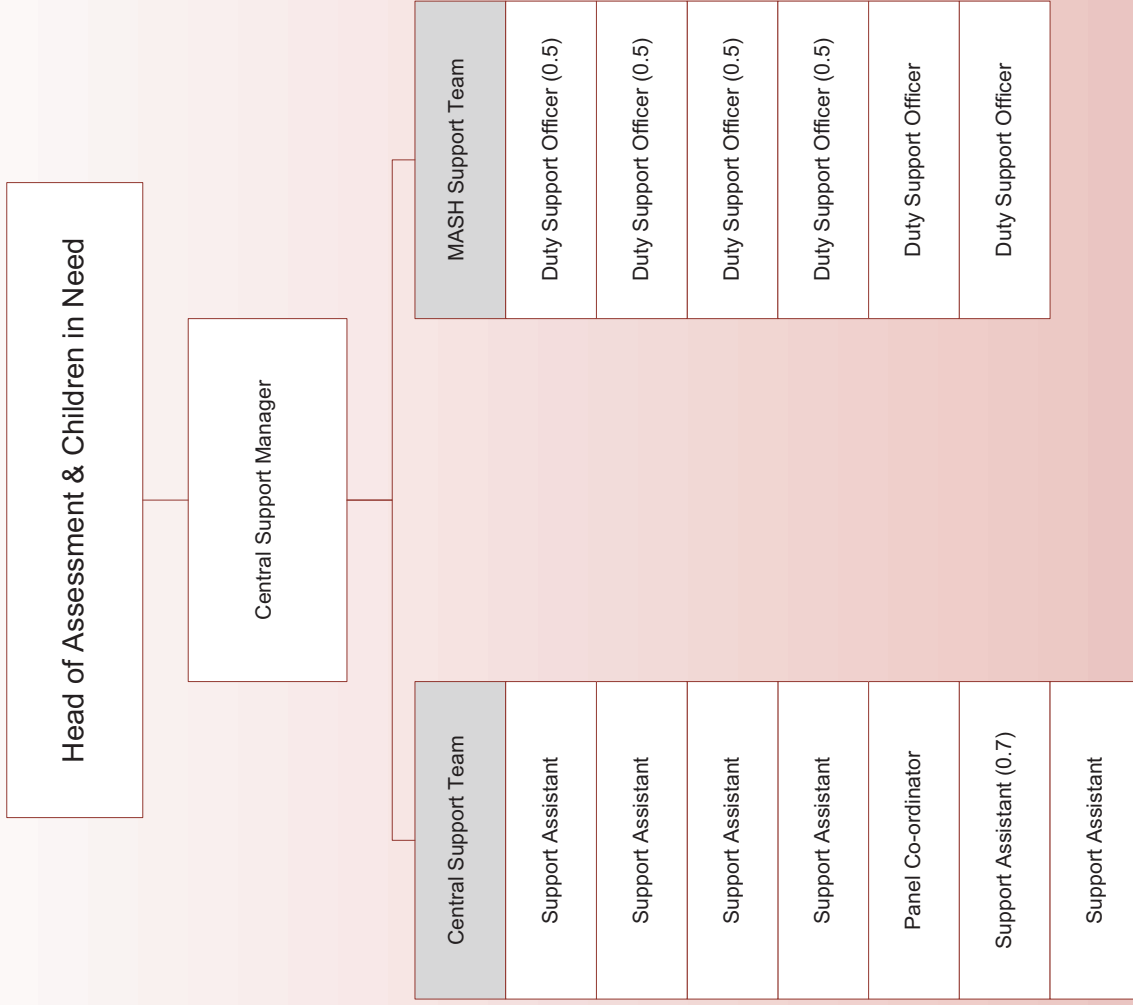 Head of Assessment & Children in Need
Central Support Manager
Central Support Team
Support Assistant
Support Assistant
Support Assistant
Support Assistant
Panel Co-ordinator
Support Assistant (0.7)
Support Assistant
MASH Support Team
Duty Support Officer (0.5)
Duty Support Officer (0.5)
Duty Support Officer (0.5)
Duty Support Officer (0.5)
Duty Support Officer
Duty Support Officer